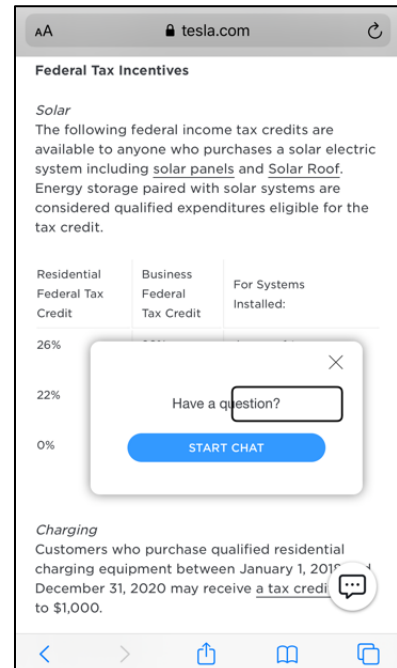 AA
tesla.com
Federal Tax Incentives
Solar
The following federal income tax credits are
available to anyone who purchases a solar electric
system including solar panels and Solar Roof.
Energy storage paired with solar systems are
considered qualified expenditures eligible for the
tax credit.
Residential
Federal Tax
Credit
Business
Federal
Tax Credit
For Systems
Installed:
26%
22%
0%
Have a question?
START CHAT
Charging
Customers who purchase qualified residential
charging equipment between January 1,
December 31, 2020 may receive a tax
to $1,000.